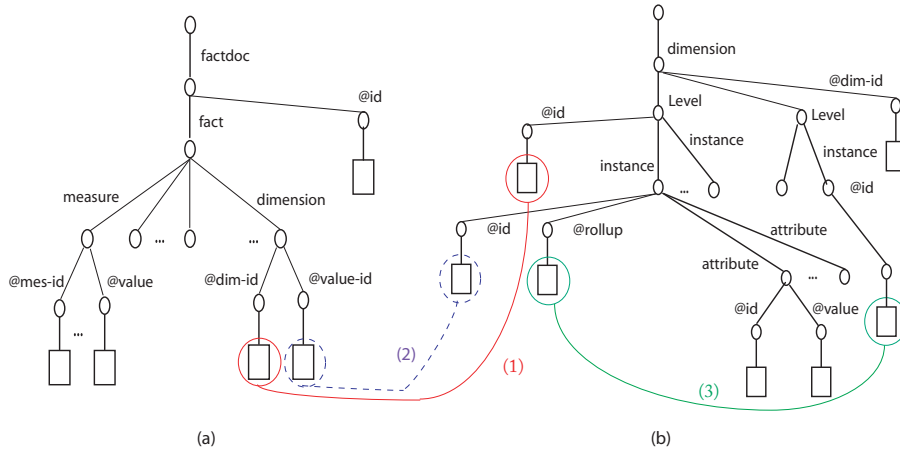 factdoc
@id
fact
measure
dimension
...
...
@mes-id
@value
@dim-id
@value-id
...
(a)
dimension
@dim-id
@id
Level
Level
instance
instance
instance
@id
...
@id
@rollup
attribute
attribute
...
@id
@value
(1)
(2)
(3)
(b)